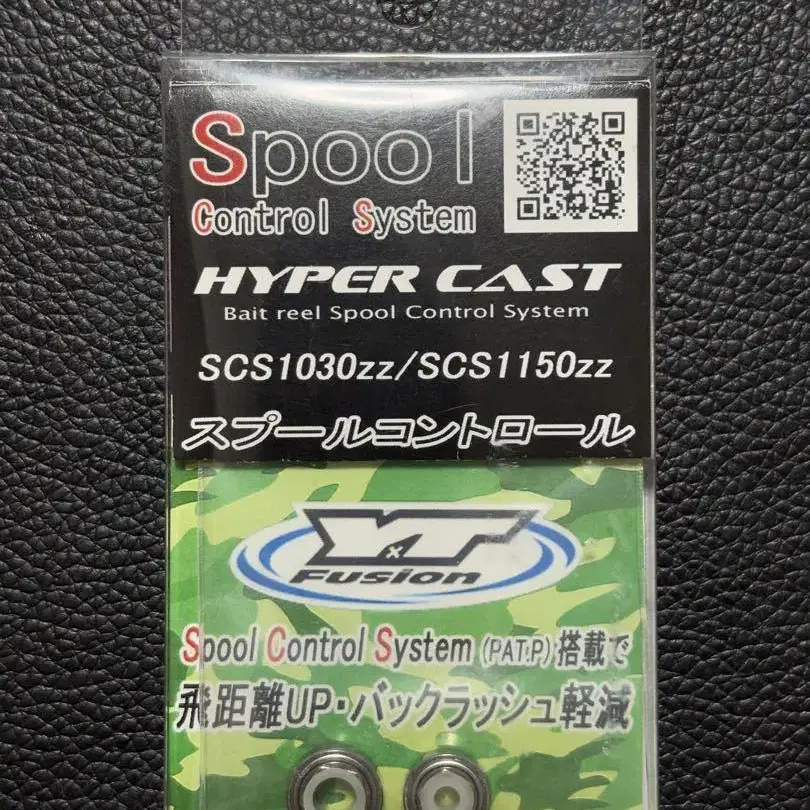 Spool
Control System
HYPER CAST
Bait reel Spool Control System
SCS1030zz/SCS1150zz
スプールコントロール
YT
Fusion
Spool Control System (PAT.P) 搭載で
飛距離UP・バックラッシュ軽減